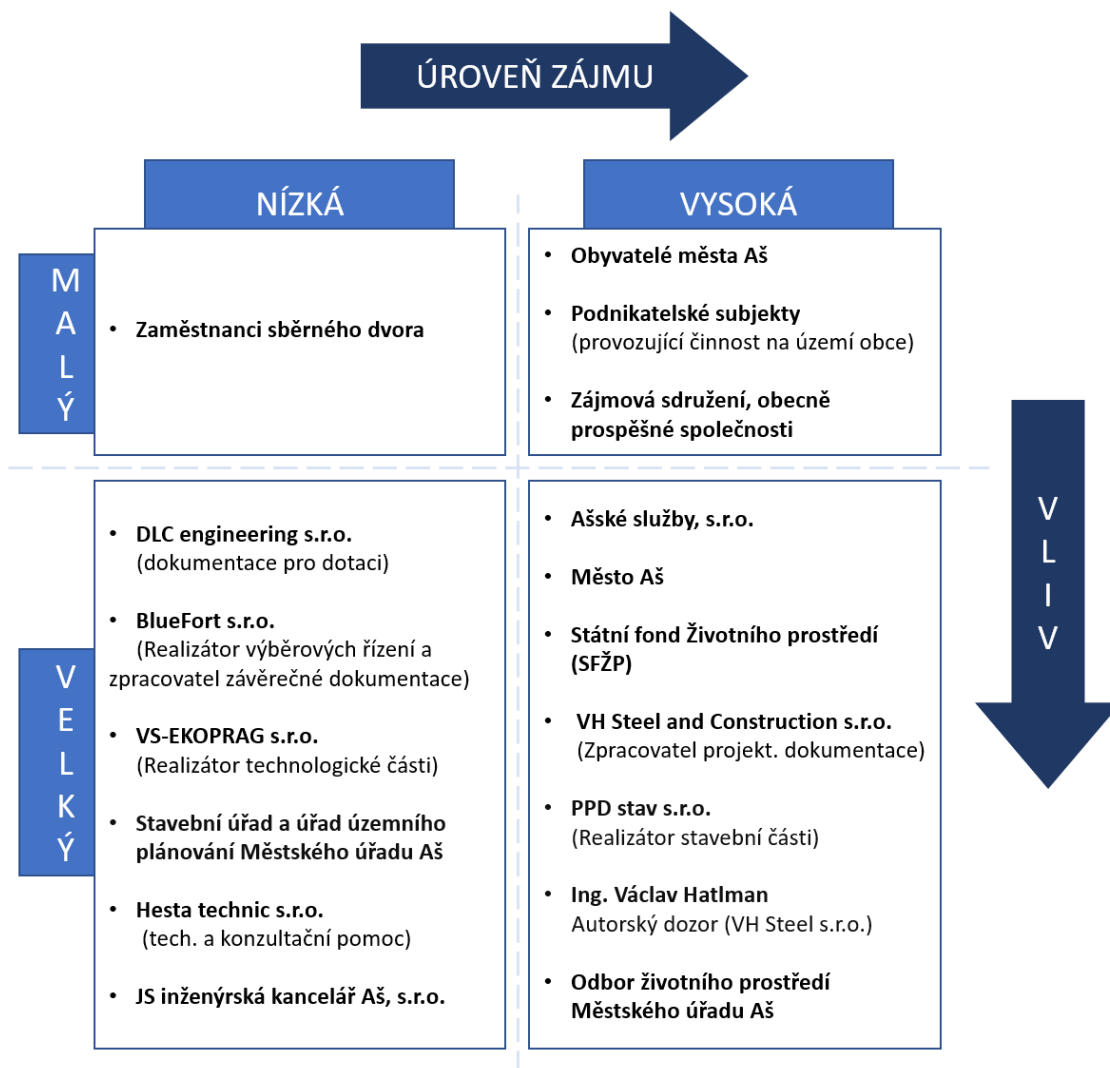 ÚROVEŇ ZÁJMU
NÍZKÁ
VYSOKÁ
MALÝ
• Zaměstnanci sběrného dvora
• Obyvatelé města Aš
• Podnikatelské subjekty
(provozující činnost na území obce)
• Zájmová sdružení, obecně
prospěšné společnosti
VLIV
VELKÝ
• DLC engineering s.r.o.
(dokumentace pro dotaci)
• BlueFort s.r.o.
(Realizátor výběrových řízení a
zpracovatel závěrečné dokumentace)
• VS-EKOPRAG s.r.o.
(Realizátor technologické části)
• Stavební úřad a úřad územního
plánování Městského úřadu Aš
• Hesta technic s.r.o.
(tech. a konzultační pomoc)
• JS inženýrská kancelář Aš, s.r.o.
• Ašské služby, s.r.o.
• Město Aš
• Státní fond Životního prostředí
(SFŽP)
• VH Steel and Construction s.r.o.
(Zpracovatel projekt. dokumentace)
• PPD stav s.r.o.
(Realizátor stavební části)
• Ing. Václav Hatlman
Autorský dozor (VH Steel s.r.o.)
• Odbor životního prostředí
Městského úřadu Aš